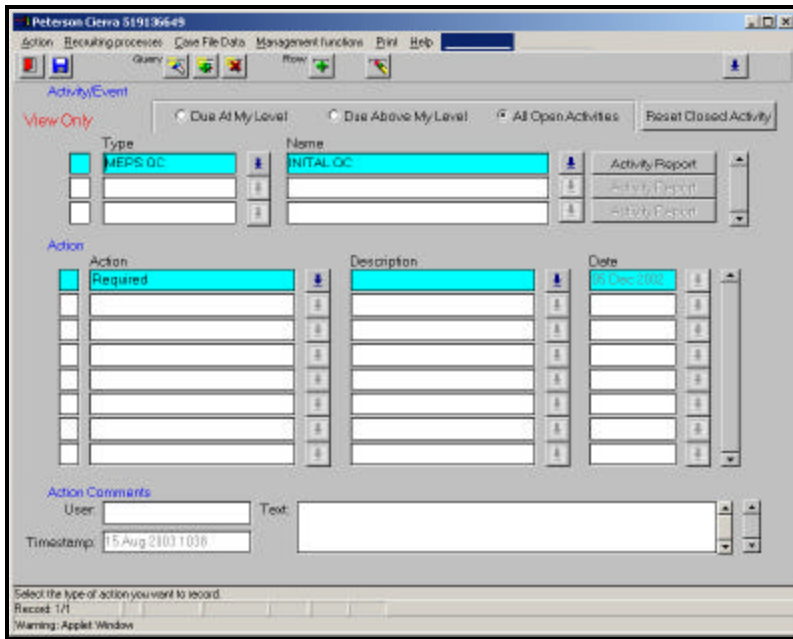 Peterson Cierra 519136649
Action Recruiting processes Case File Data Management functions Print Help
Query Row
Activity/Event
View Only Due At My Level Due Above My Level All Open Activities Reset Closed Activity
Type Name
MEPS QC INITAL QC Activity Report
Activity Report
Activity Report
Action
Action Description Date
Required 05 Dec 2002
Action Comments
User: Text:
Timestamp: 15 Aug 2003 1038
Select the type of action you want to record.
Record: 1/1
Warning: Applet Window